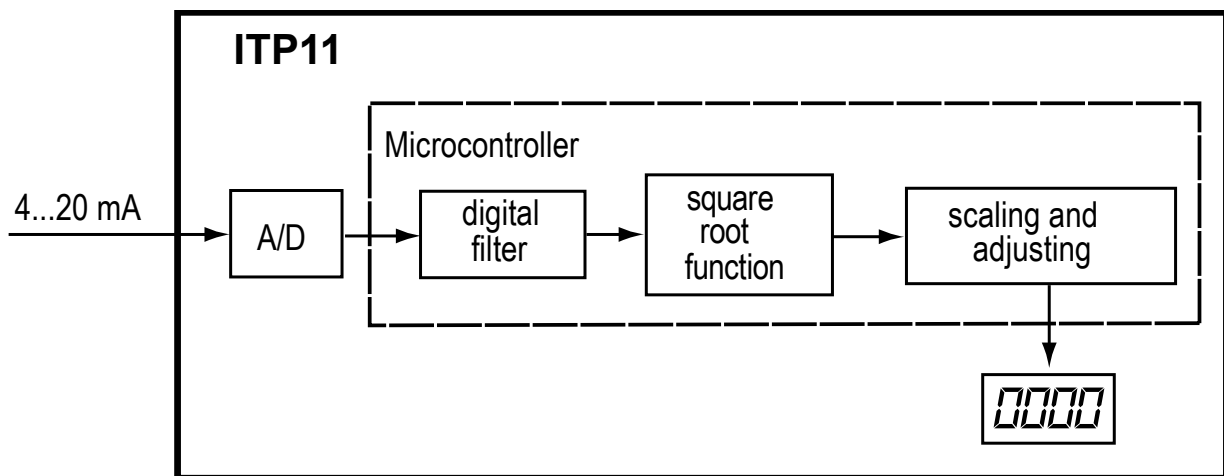 ITP11
Microcontroller
4...20 mA
A/D
digital
filter
square
root
function
scaling and
adjusting
0000